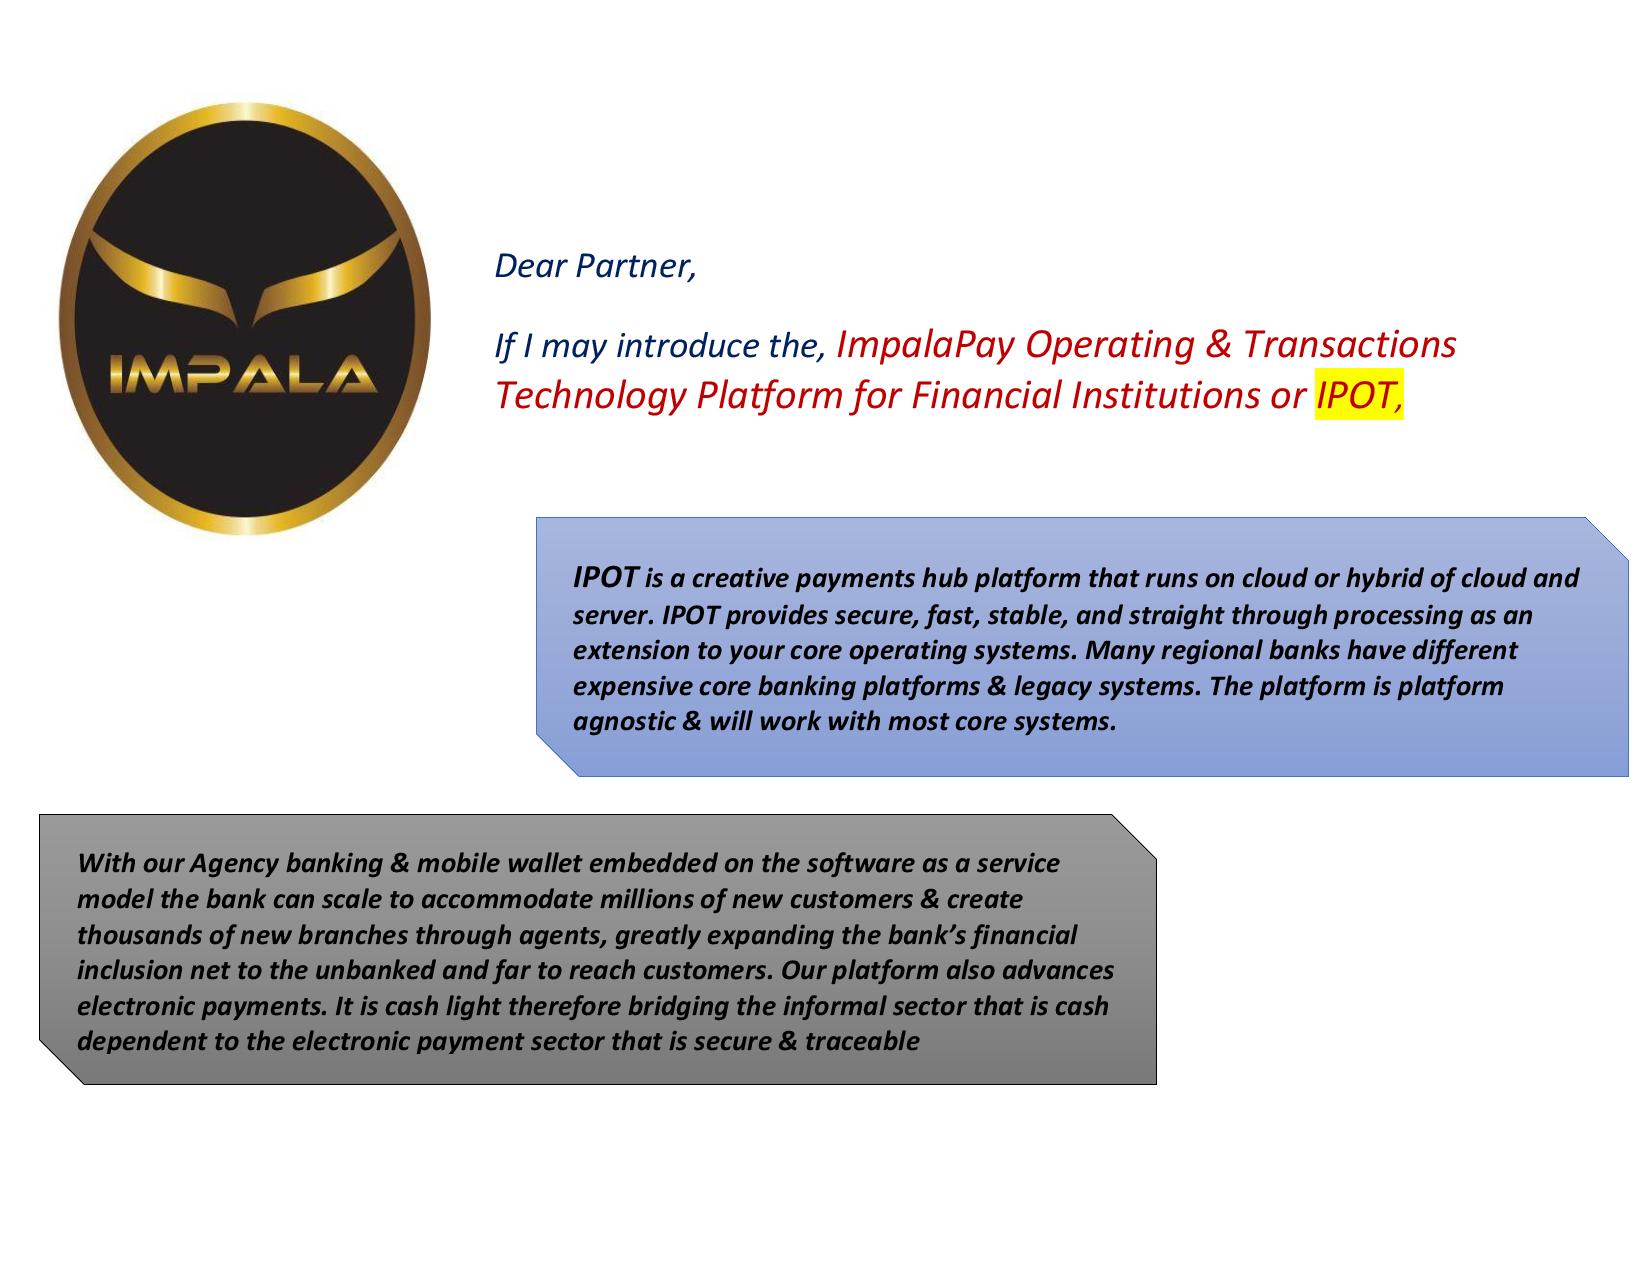 IMPALA
Dear Partner,
If I may introduce the, ImpalaPay Operating & Transactions
Technology Platform for Financial Institutions or IPOT,
IPOT is a creative payments hub platform that runs on cloud or hybrid of cloud and
server. IPOT provides secure, fast, stable, and straight through processing as an
extension to your core operating systems. Many regional banks have different
expensive core banking platforms & legacy systems. The platform is platform
agnostic & will work with most core systems.
With our Agency banking & mobile wallet embedded on the software as a service
model the bank can scale to accommodate millions of new customers & create
thousands of new branches through agents, greatly expanding the bank’s financial
inclusion net to the unbanked and far to reach customers. Our platform also advances
electronic payments. It is cash light therefore bridging the informal sector that is cash
dependent to the electronic payment sector that is secure & traceable